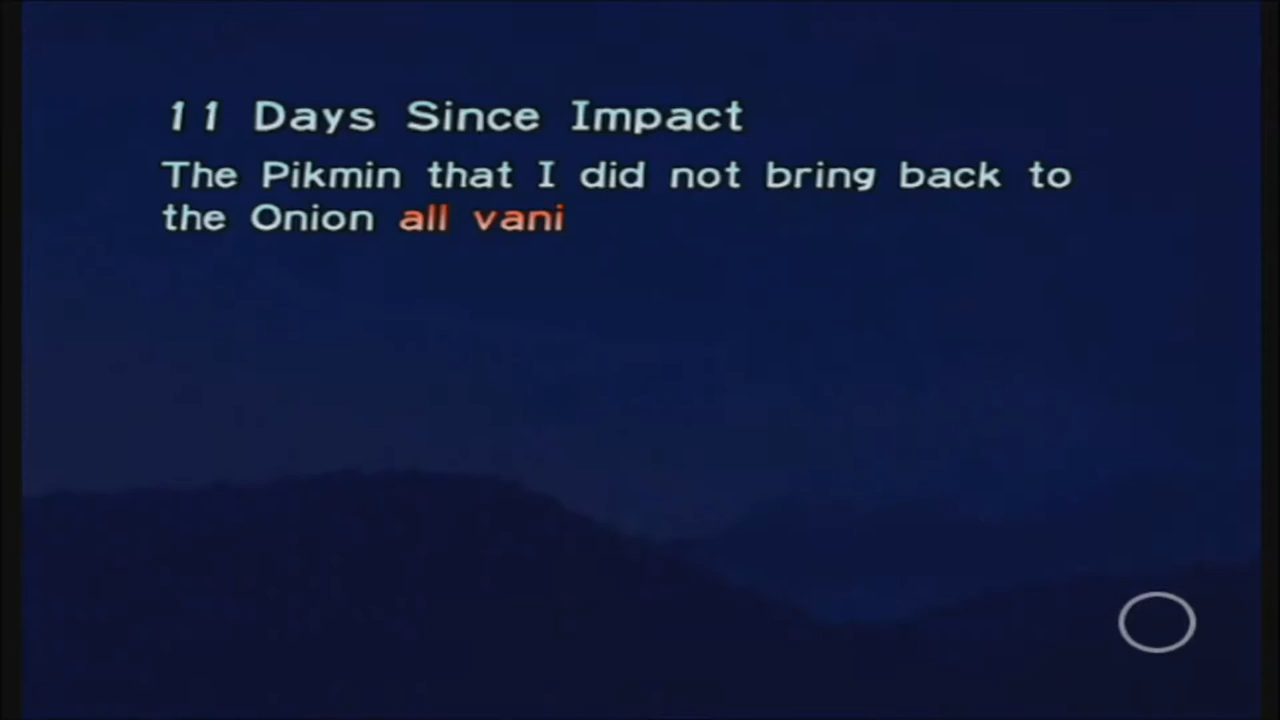 11 Days Since Impact
The Pikmin that I did not bring back to
the Onion all vani